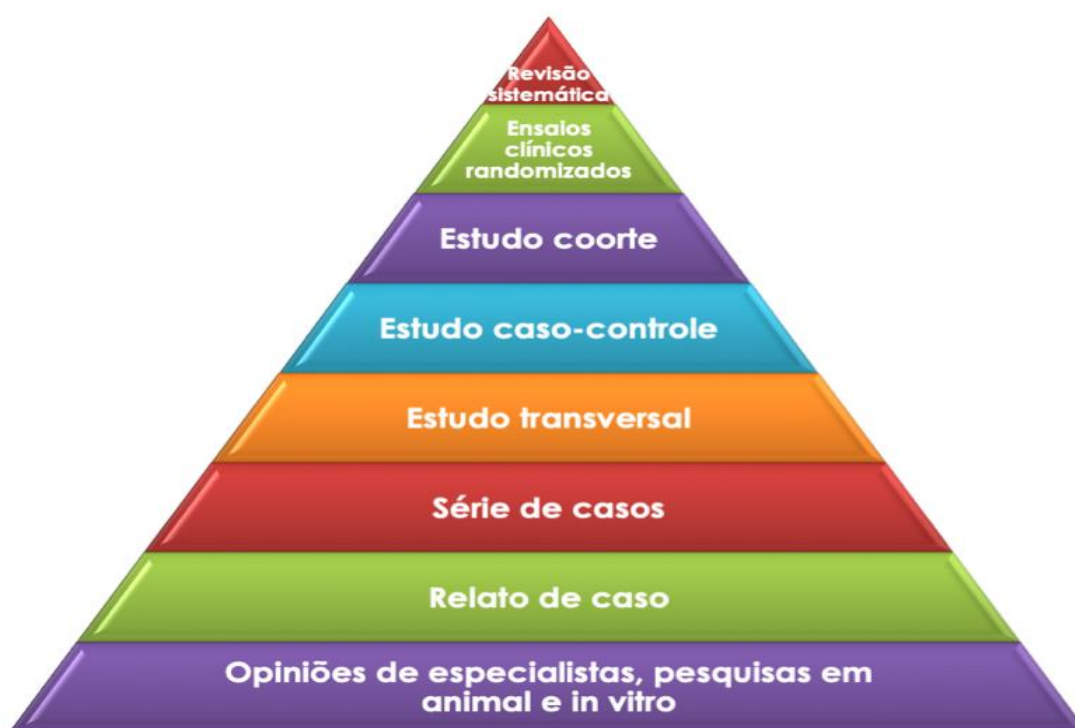 Revisão
sistemática
Ensaios
clínicos
randomizados
Estudo coorte
Estudo caso-controle
Estudo transversal
Série de casos
Relato de caso
Opiniões de especialistas, pesquisas em
animal e in vitro